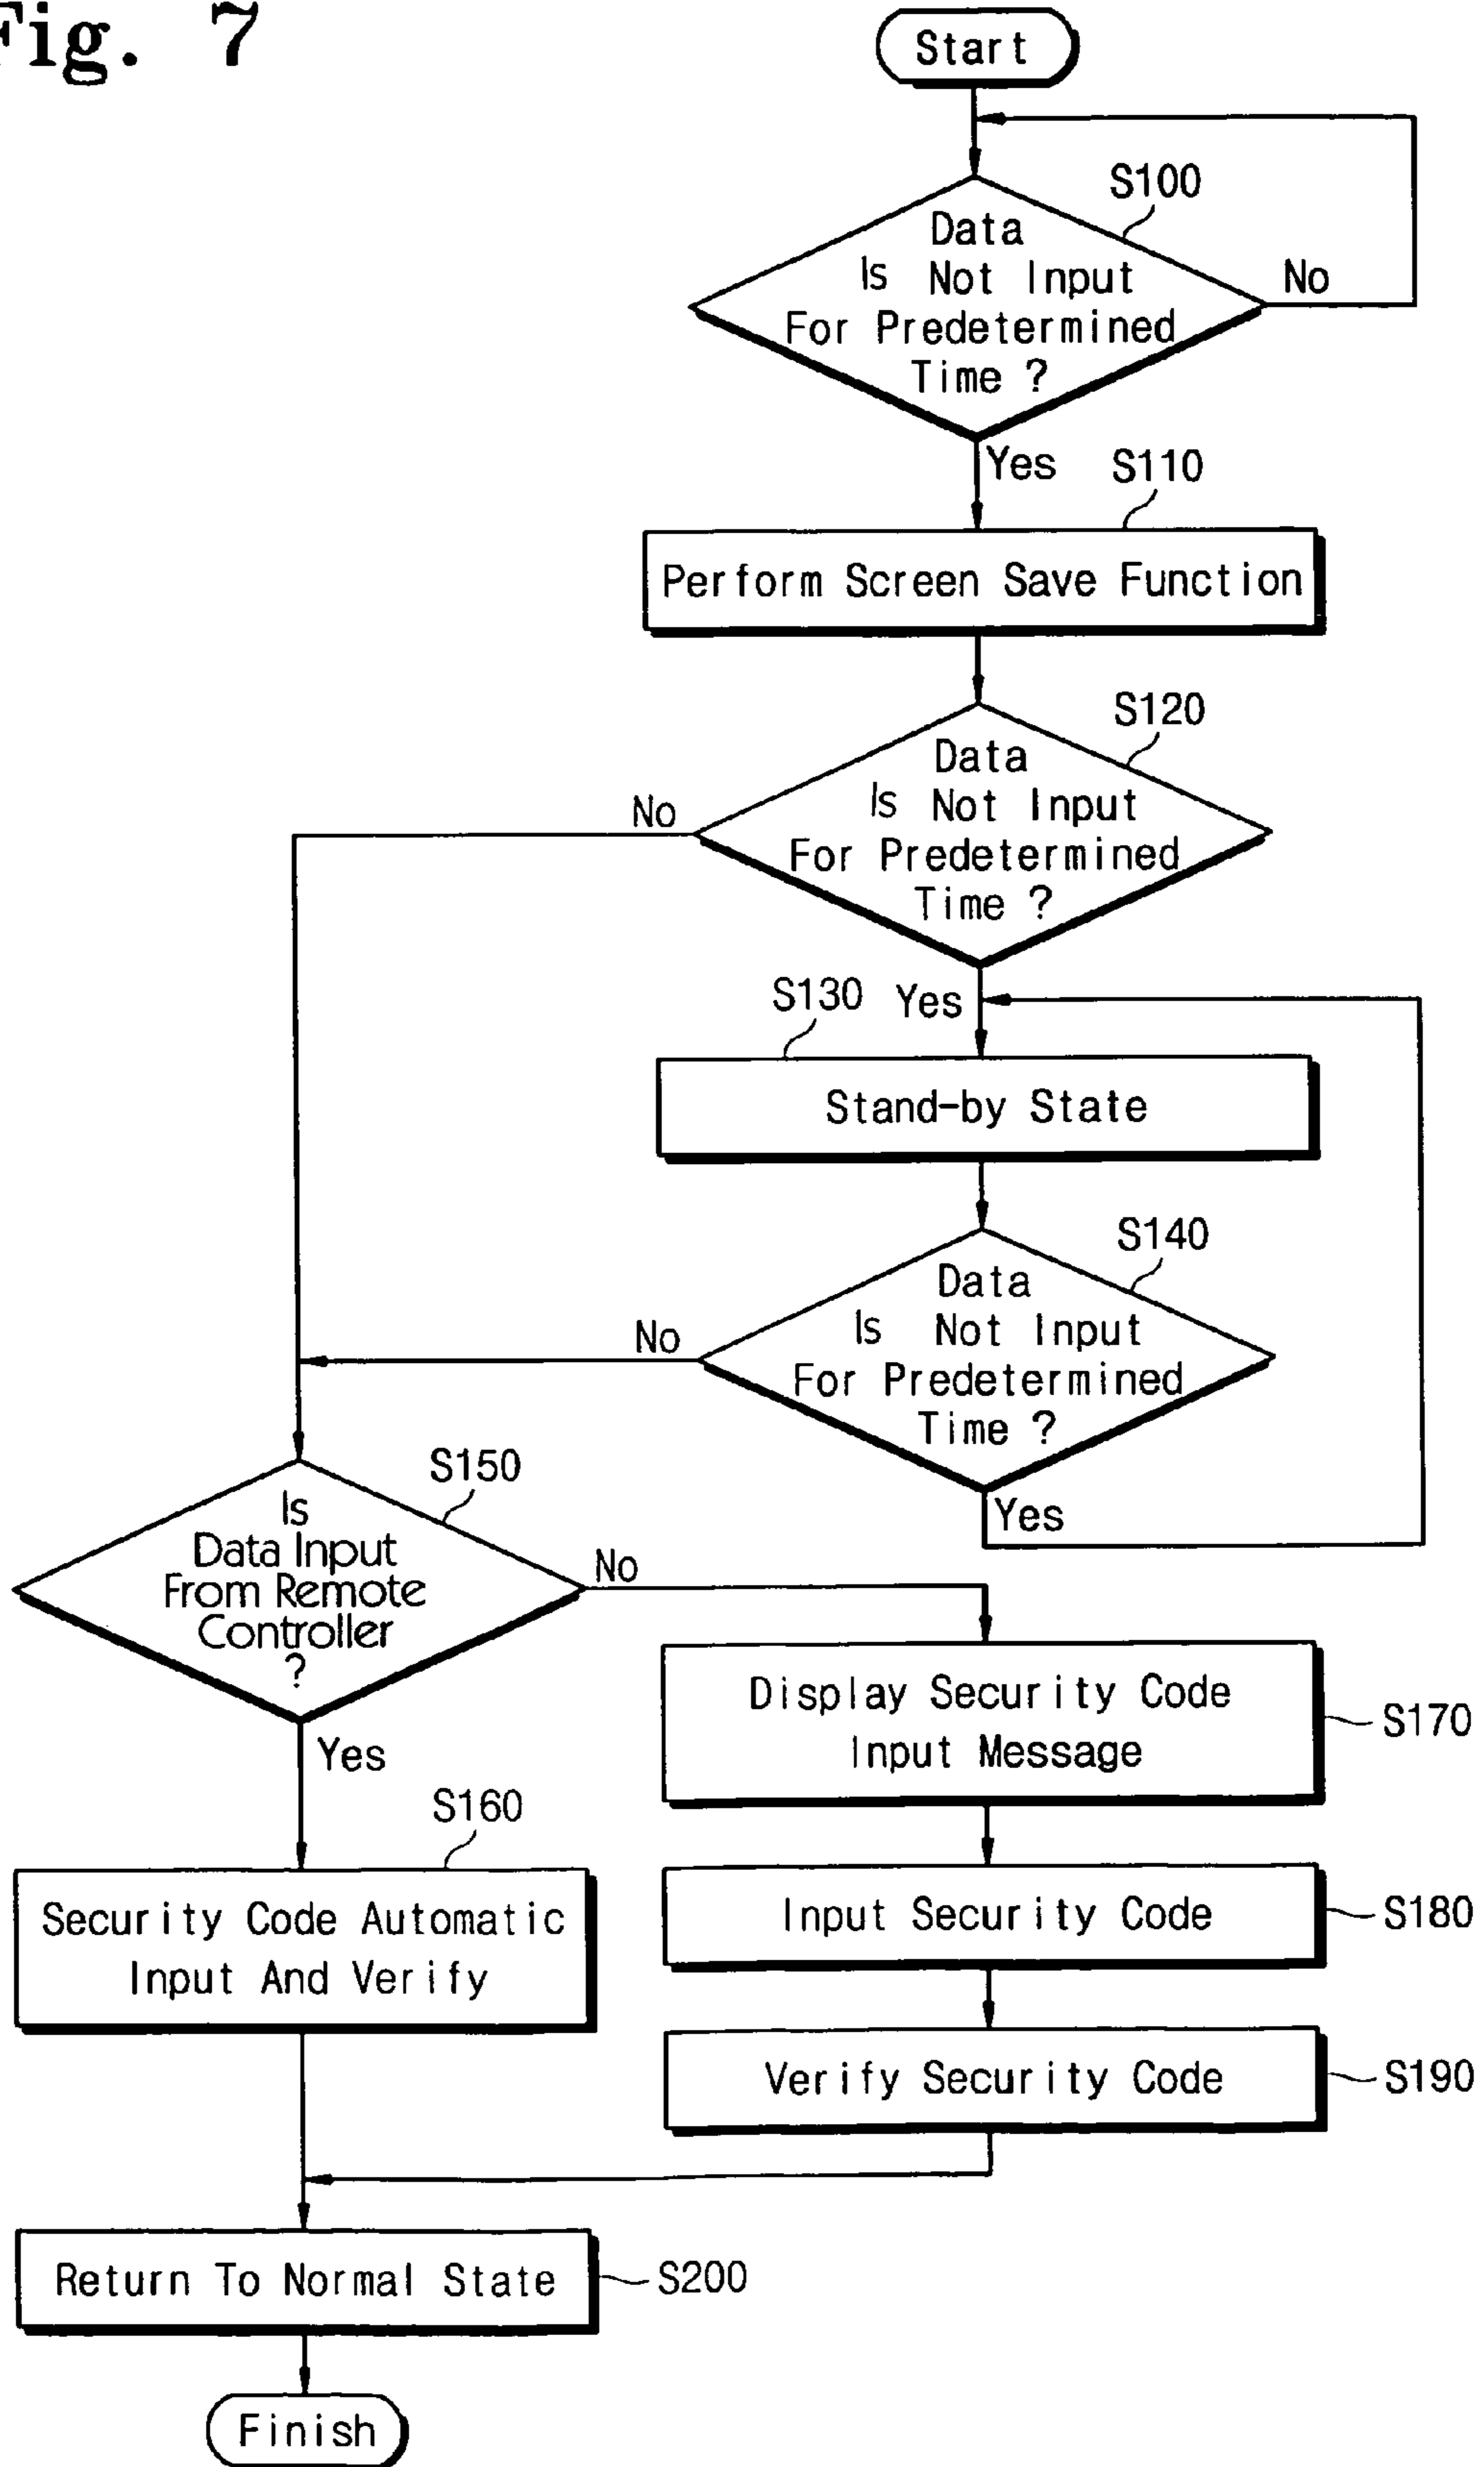 Fig. 7
Start
S100
Data
Is Not Input
For Predetermined
Time ?
No
Yes
S110
Perform Screen Save Function
S120
Data
Is Not Input
For Predetermined
Time ?
No
Yes
S130
Stand-by State
S140
Data
Is Not Input
For Predetermined
Time ?
No
Yes
S150
Is
Data Input
From Remote
Controller
?
No
Yes
S170
Display Security Code
Input Message
S160
Security Code Automatic
Input And Verify
Input Security Code
S180
Verify Security Code
S190
Return To Normal State
S200
Finish